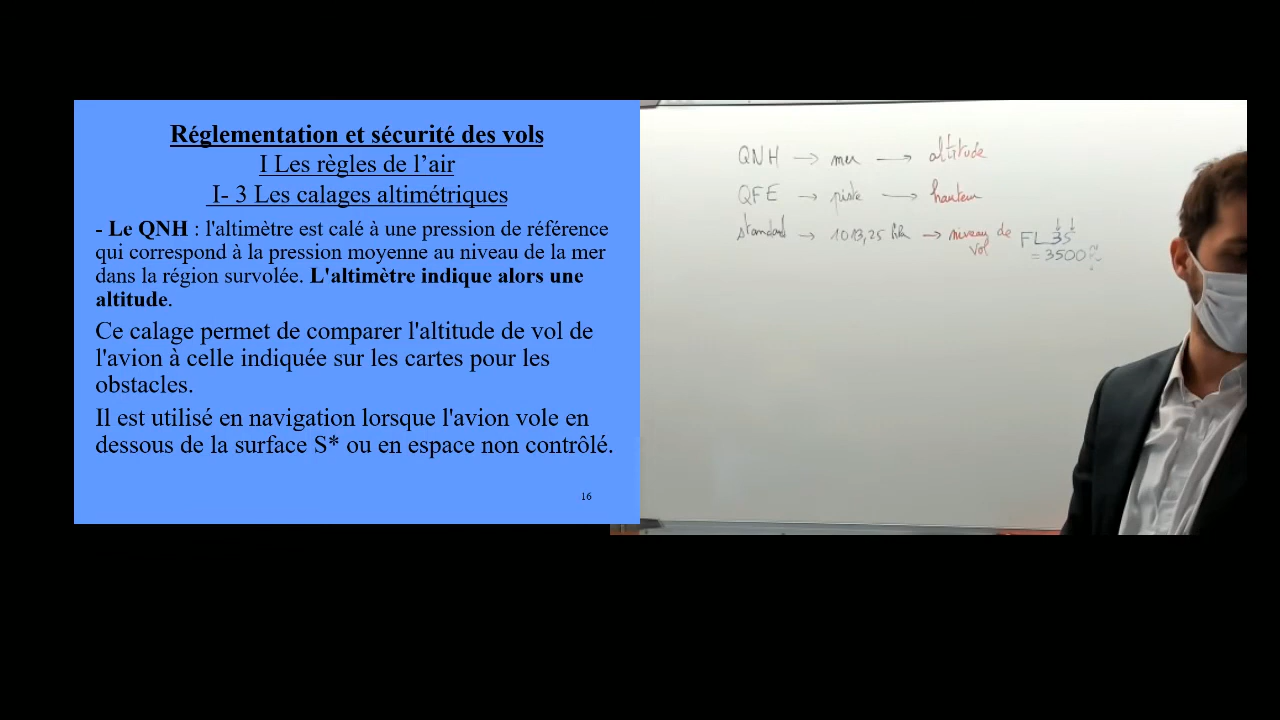 Réglementation et sécurité des vols
I Les règles de l’air
I- 3 Les calages altimétriques
- Le QNH : l'altimètre est calé à une pression de référence
qui correspond à la pression moyenne au niveau de la mer
dans la région survolée. L'altimètre indique alors une
altitude.
Ce calage permet de comparer l'altitude de vol de
l'avion à celle indiquée sur les cartes pour les
obstacles.
Il est utilisé en navigation lorsque l'avion vole en
dessous de la surface S* ou en espace non contrôlé.
16
QNH → mer → altitude
QFE → piste → hauteur
standard → 1013,25 hPa → niveau de
vol
FL 35
= 3500